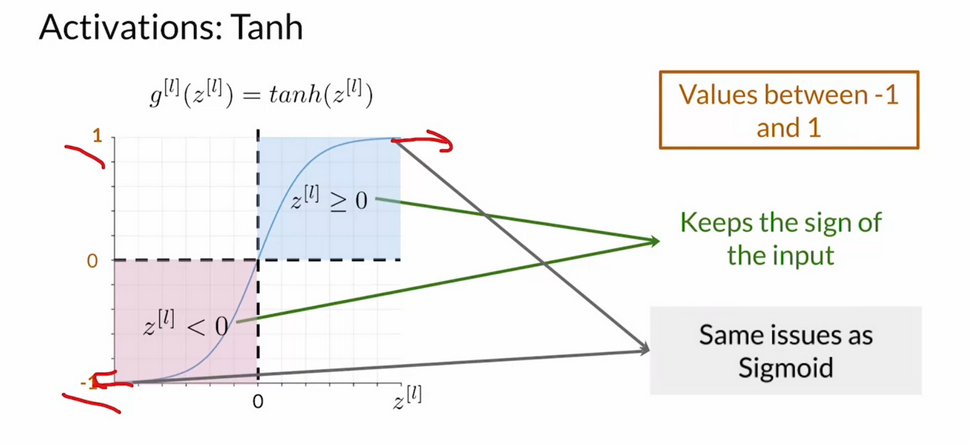 Activations: Tanh
g^{[l]}(z^{[l]}) = tanh(z^{[l]})
Values between -1
and 1
1
z^{[l]} ≥ 0
Keeps the sign of
the input
0
z^{[l]} < 0
Same issues as
Sigmoid
-1
0
z^{[l]}